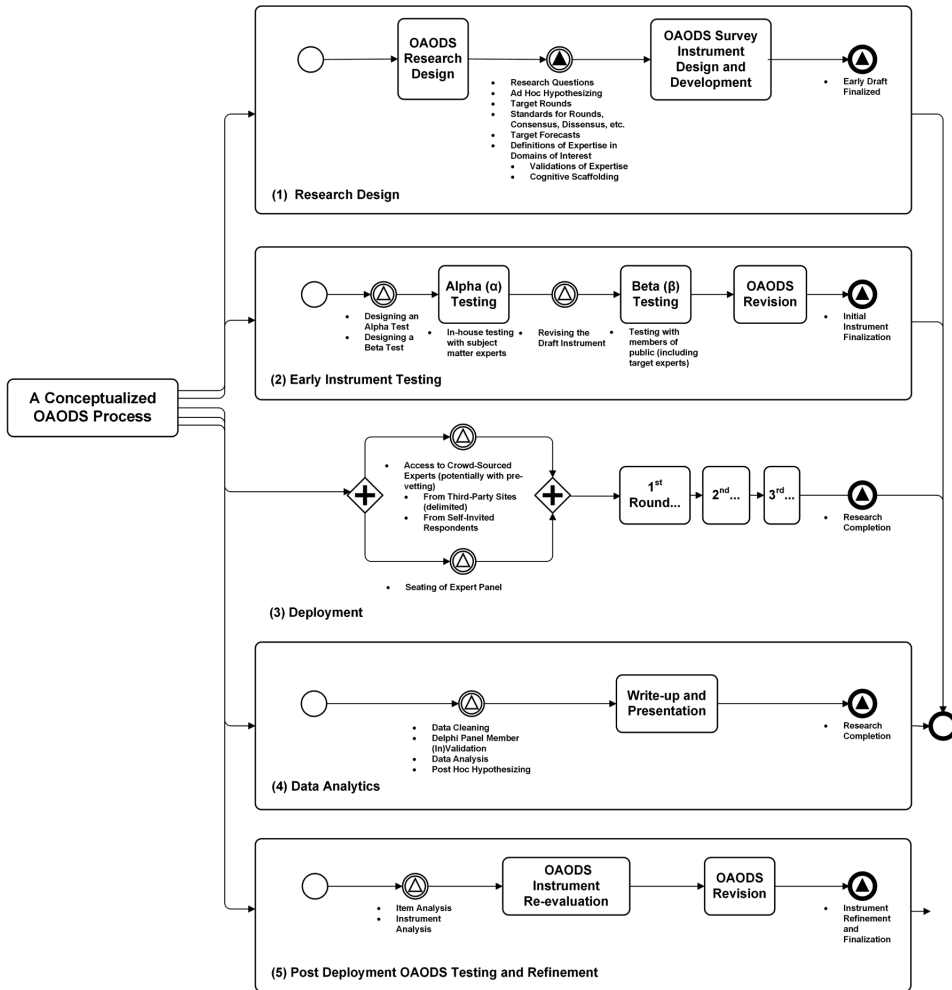 A Conceptualized
OAODS Process
OAODS
Research
Design
OAODS Survey
Instrument
Design and
Development
• Research Questions
• Ad Hoc Hypothesizing
• Target Rounds
• Standards for Rounds,
Consensus, Dissensus, etc.
• Target Forecasts
• Definitions of Expertise in
Domains of Interest
• Validations of Expertise
• Cognitive Scaffolding
• Early Draft
Finalized
(1) Research Design
Alpha (α)
Testing
Beta (β)
Testing
OAODS
Revision
• Designing an
Alpha Test
• Designing a
Beta Test
• In-house testing
with subject
matter experts
• Revising the
Draft Instrument
• Testing with
members of
public (including
target experts)
• Initial
Instrument
Finalization
(2) Early Instrument Testing
• Access to Crowd-Sourced
Experts (potentially with pre-
vetting)
• From Third-Party Sites
(delimited)
• From Self-Invited
Respondents
• Seating of Expert Panel
1st
Round...
2nd...
3rd...
• Research
Completion
(3) Deployment
Write-up and
Presentation
• Data Cleaning
• Delphi Panel Member
(In)Validation
• Data Analysis
• Post Hoc Hypothesizing
• Research
Completion
(4) Data Analytics
OAODS
Instrument
Re-evaluation
OAODS
Revision
• Item Analysis
• Instrument
Analysis
• Instrument
Refinement
and
Finalization
(5) Post Deployment OAODS Testing and Refinement